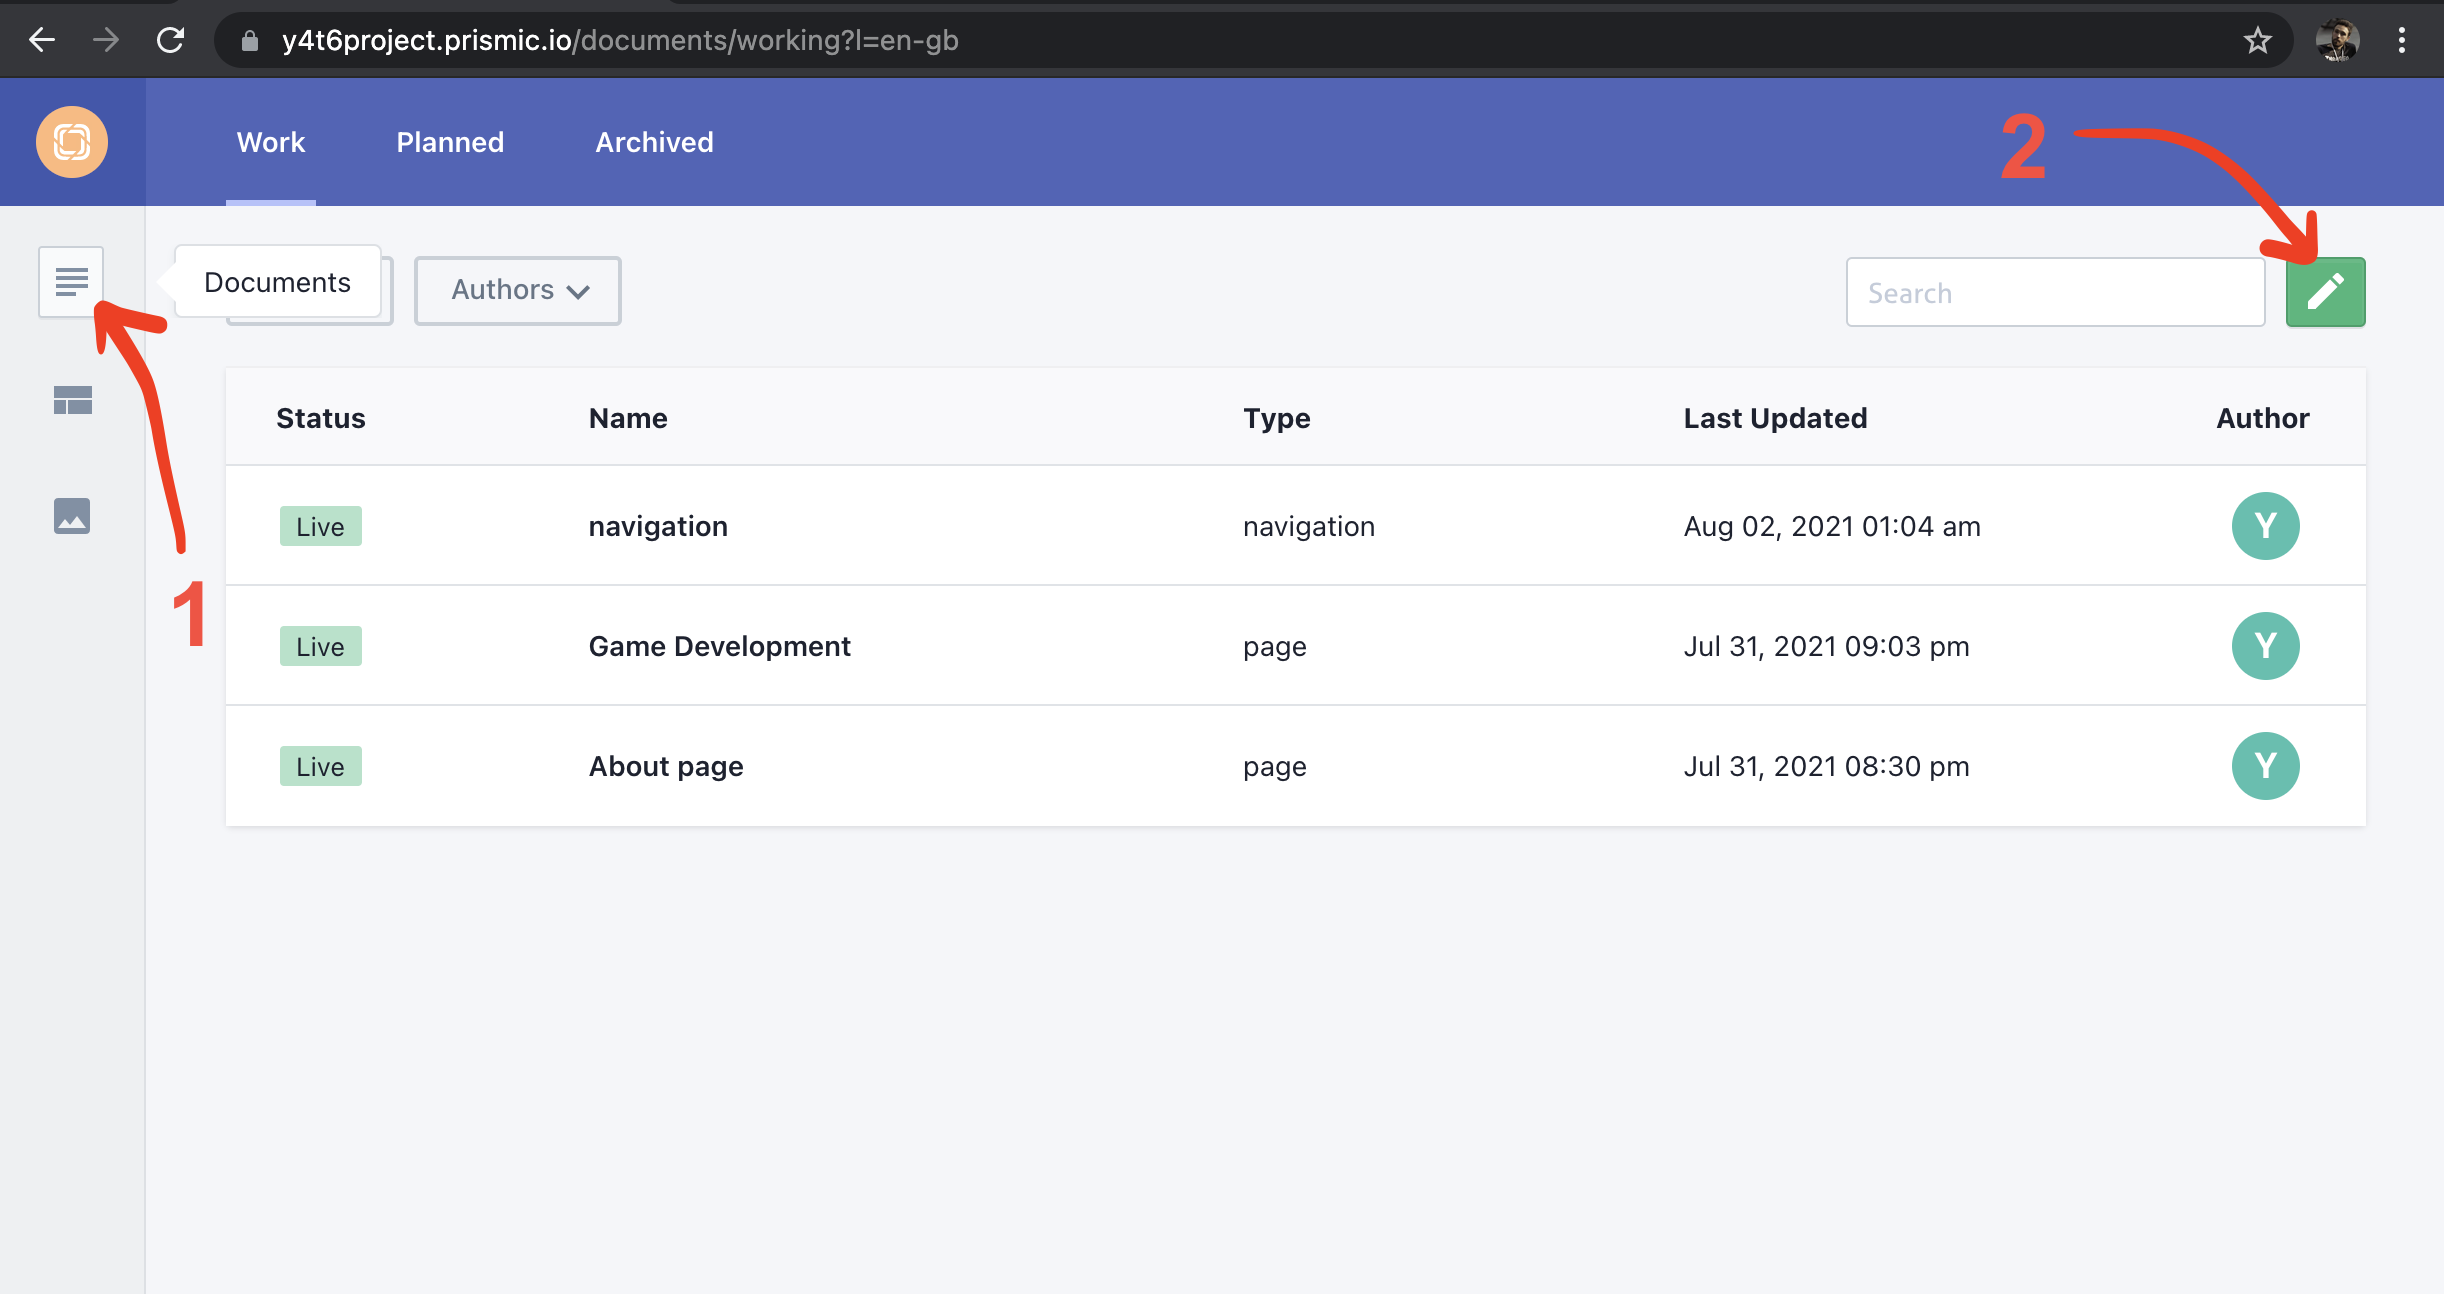 y4t6project.prismic.io/documents/working?l=en-gb
Work Planned Archived
2
Documents Authors Search
1
Status Name Type Last Updated Author
Live navigation navigation Aug 02, 2021 01:04 am Y
Live Game Development page Jul 31, 2021 09:03 pm Y
Live About page page Jul 31, 2021 08:30 pm Y